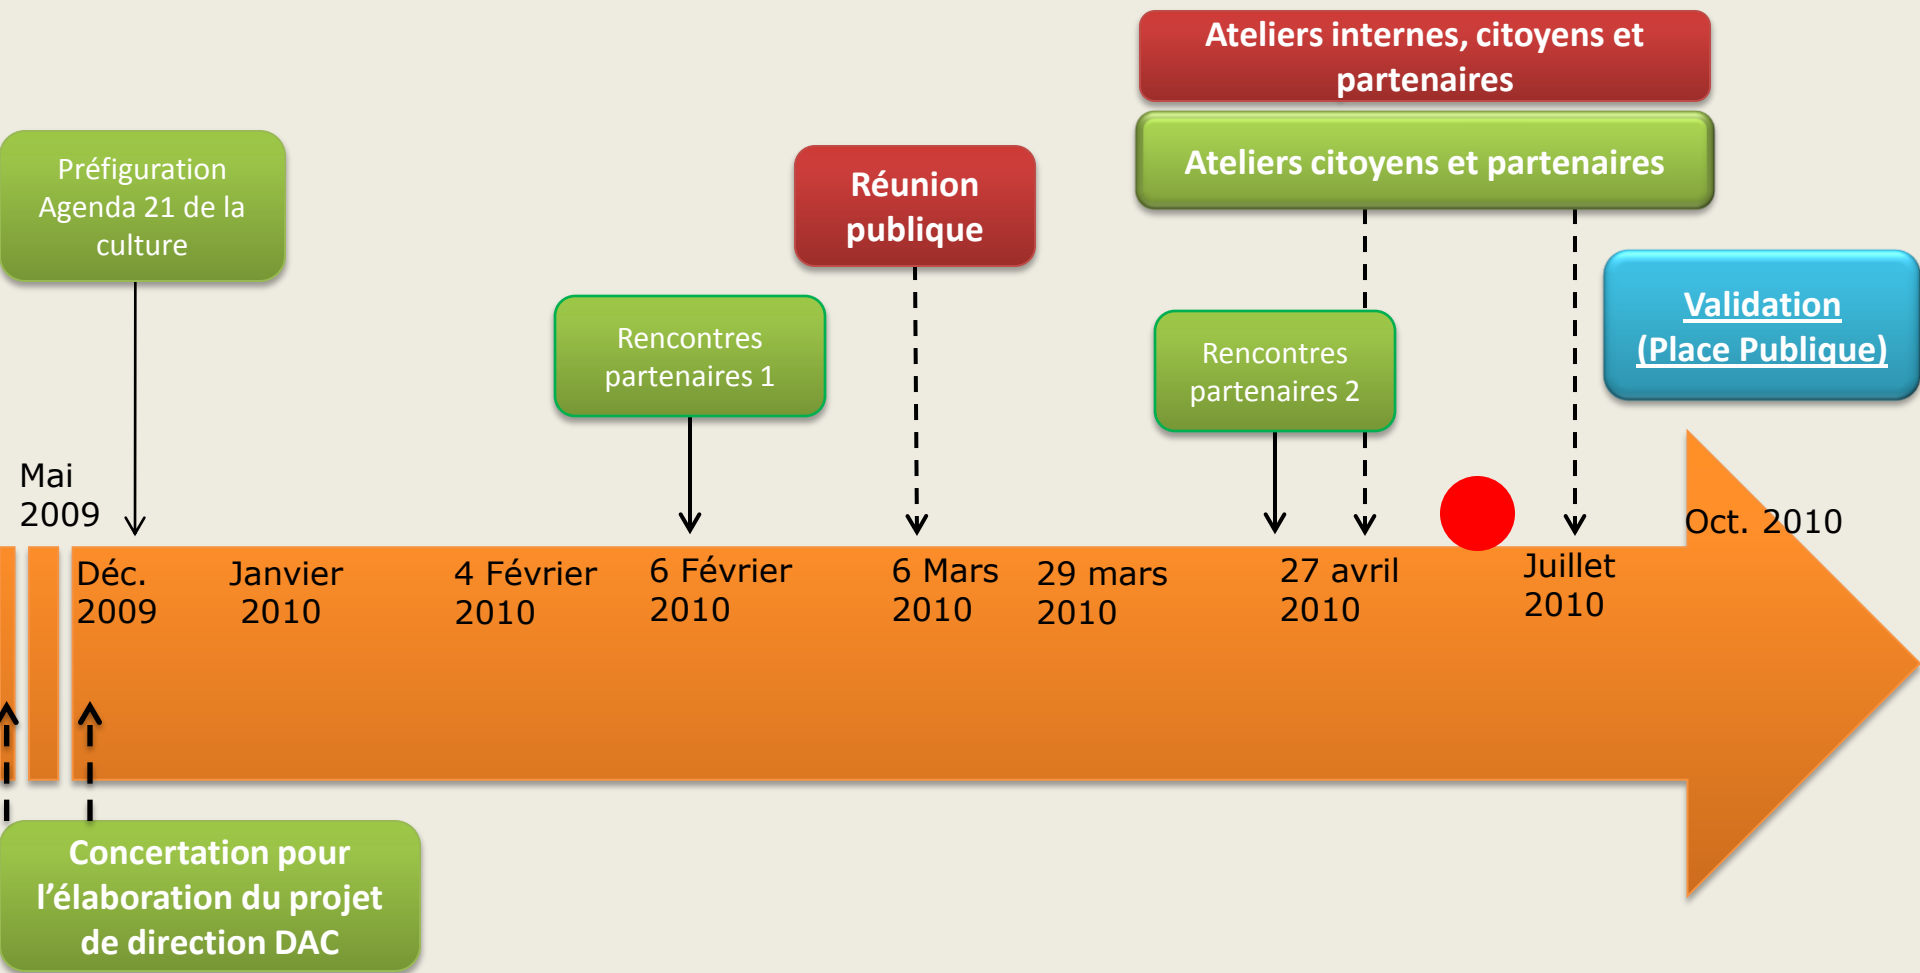 Ateliers internes, citoyens et
partenaires
Ateliers citoyens et partenaires
Préfiguration
Agenda 21 de la
culture
Réunion
publique
Validation
(Place Publique)
Rencontres
partenaires 1
Rencontres
partenaires 2
Mai
2009
Oct. 2010
Déc.
2009
Janvier
2010
4 Février
2010
6 Février
2010
6 Mars
2010
29 mars
2010
27 avril
2010
Juillet
2010
Concertation pour
l'élaboration du projet
de direction DAC